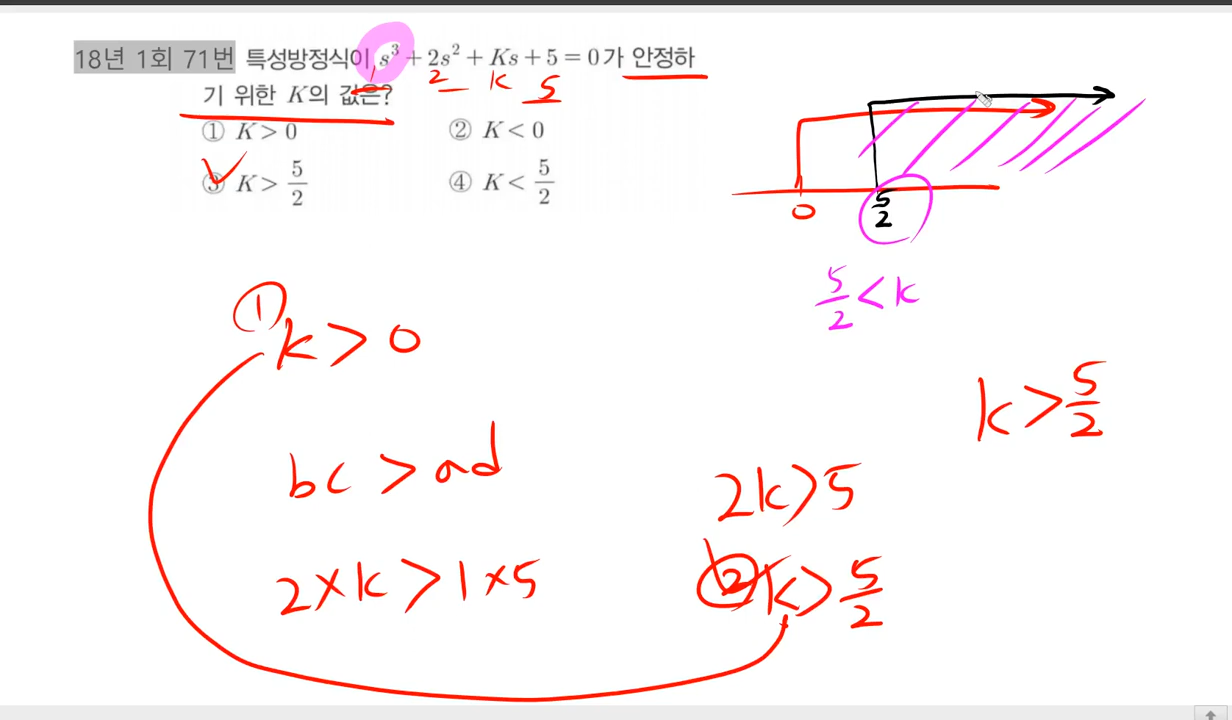 18년 1회 71번 특성방정식이 s³ + 2s² + Ks + 5 = 0가 안정하
1 2 K 5
기 위한 K의 값은?
① K > 0 ② K < 0
③ K > 5/2 ④ K < 5/2
0 5/2
5/2 < K
① K > 0
K > 5/2
bc > ad
2K > 5
2 × K > 1 × 5
② K > 5/2